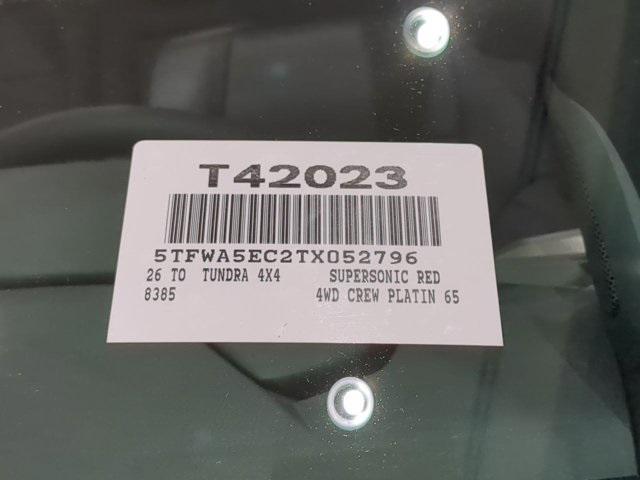 T42023
5TFWA5EC2TX052796
26 TO TUNDRA 4X4 SUPERSONIC RED
8385 4WD CREW PLATIN 65